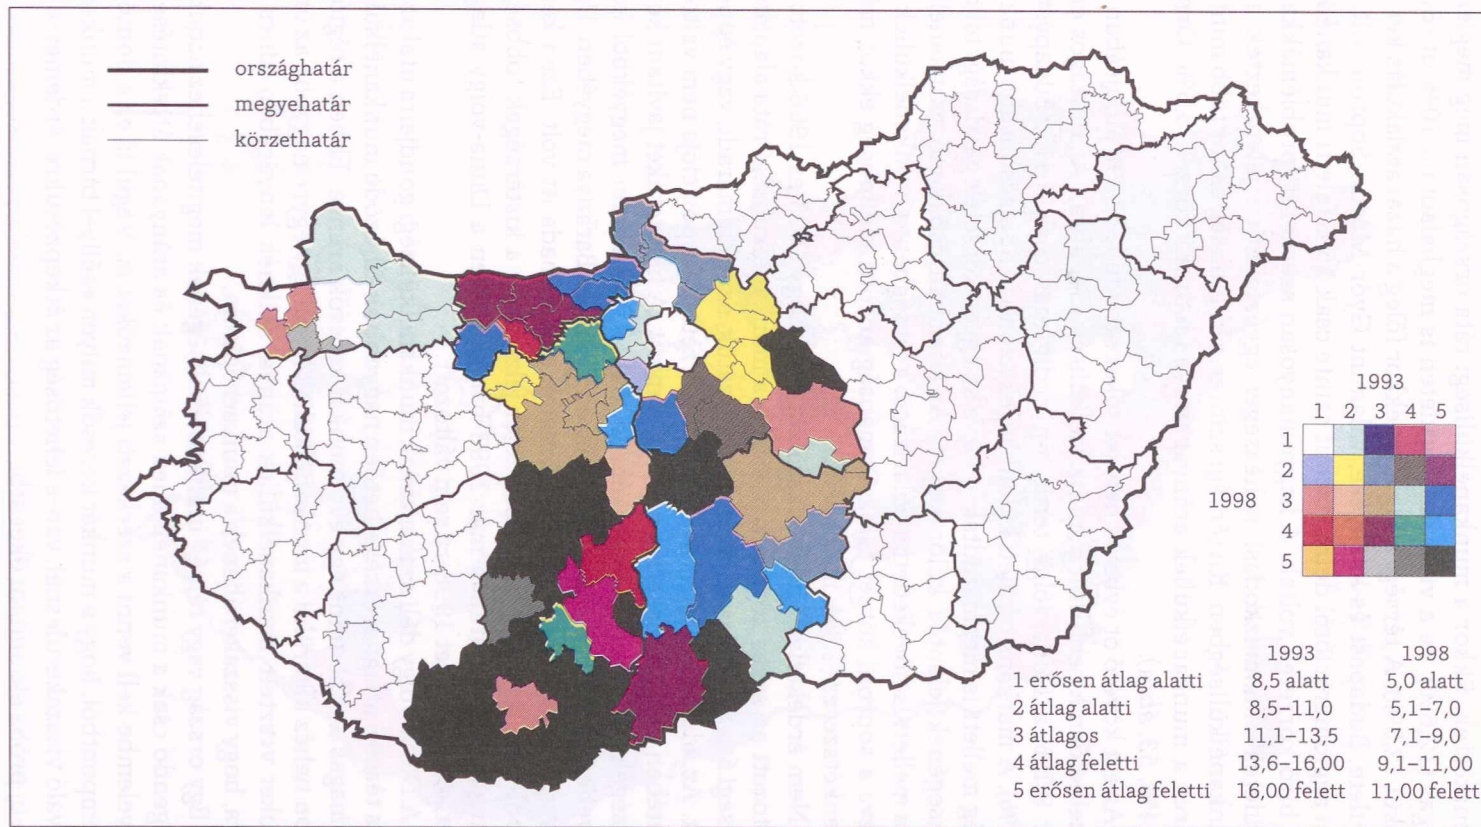 országhatár
megyehatár
körzethatár
1993
1 2 3 4 5
1
2
1998 3
4
5
1993 1998
1 erősen átlag alatti 8,5 alatt 5,0 alatt
2 átlag alatti 8,5–11,0 5,1–7,0
3 átlagos 11,1–13,5 7,1–9,0
4 átlag feletti 13,6–16,00 9,1–11,00
5 erősen átlag feletti 16,00 felett 11,00 felett